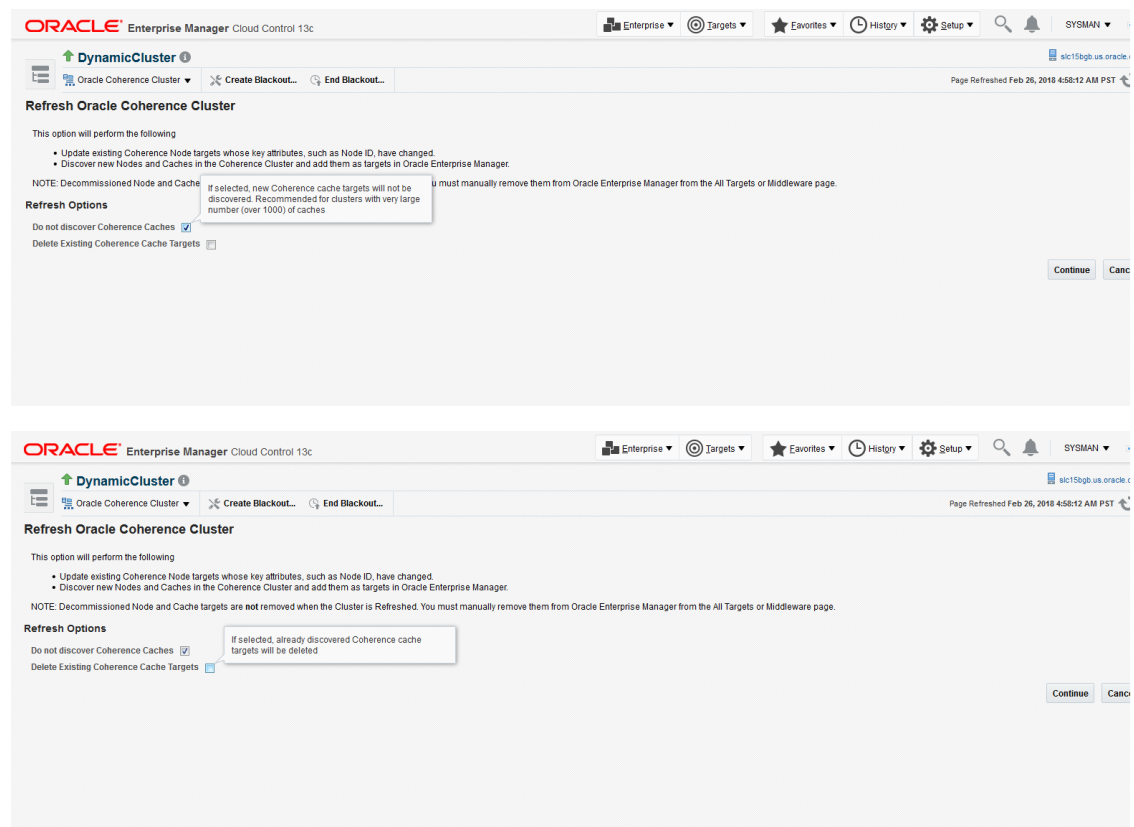 ORACLE Enterprise Manager Cloud Control 13c Enterprise Targets Favorites History Setup SYSMAN
DynamicCluster slc15bgb.us.oracle.
Oracle Coherence Cluster Create Blackout... End Blackout... Page Refreshed Feb 26, 2018 4:58:12 AM PST
Refresh Oracle Coherence Cluster
This option will perform the following
• Update existing Coherence Node targets whose key attributes, such as Node ID, have changed.
• Discover new Nodes and Caches in the Coherence Cluster and add them as targets in Oracle Enterprise Manager.
NOTE: Decommissioned Node and Cache u must manually remove them from Oracle Enterprise Manager from the All Targets or Middleware page.
If selected, new Coherence cache targets will not be
discovered. Recommended for clusters with very large
number (over 1000) of caches
Refresh Options
Do not discover Coherence Caches
Delete Existing Coherence Cache Targets
Continue Canc
ORACLE Enterprise Manager Cloud Control 13c Enterprise Targets Favorites History Setup SYSMAN
DynamicCluster slc15bgb.us.oracle.
Oracle Coherence Cluster Create Blackout... End Blackout... Page Refreshed Feb 26, 2018 4:58:12 AM PST
Refresh Oracle Coherence Cluster
This option will perform the following
• Update existing Coherence Node targets whose key attributes, such as Node ID, have changed.
• Discover new Nodes and Caches in the Coherence Cluster and add them as targets in Oracle Enterprise Manager.
NOTE: Decommissioned Node and Cache targets are not removed when the Cluster is Refreshed. You must manually remove them from Oracle Enterprise Manager from the All Targets or Middleware page.
Refresh Options
If selected, already discovered Coherence cache
targets will be deleted
Do not discover Coherence Caches
Delete Existing Coherence Cache Targets
Continue Canc